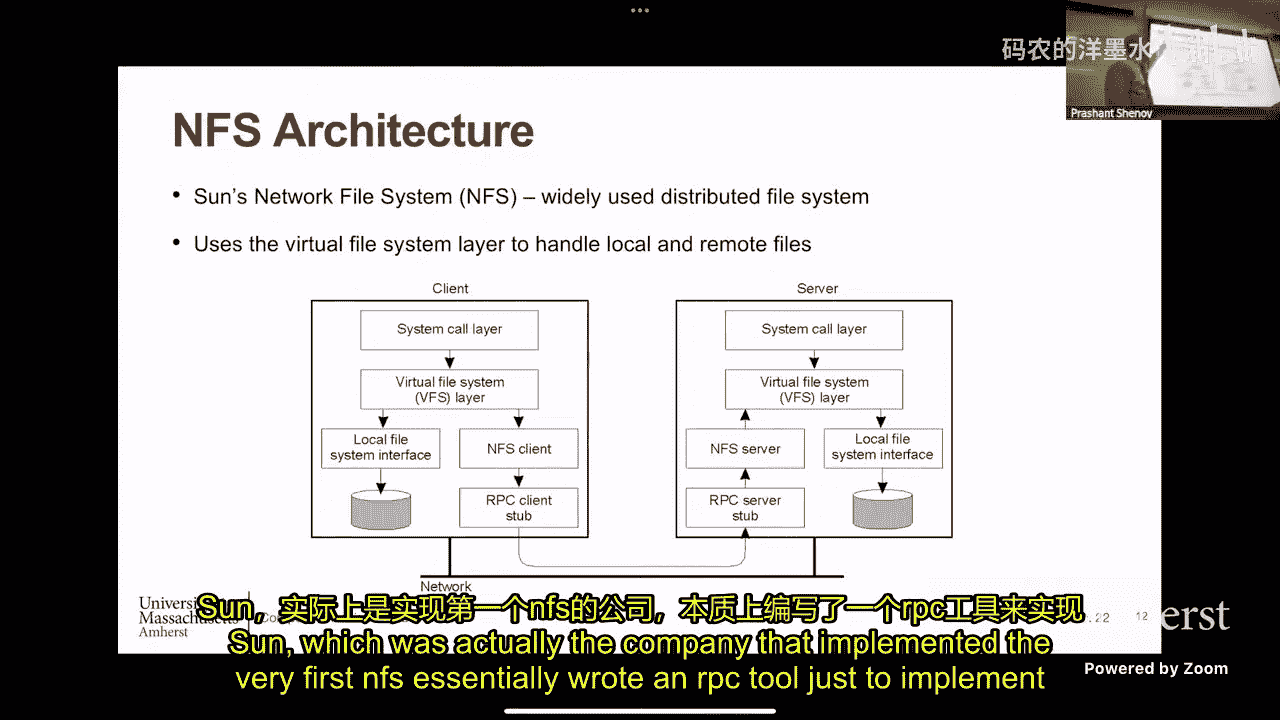 码农的洋墨水
Prashant Shenoy
NFS Architecture
• Sun's Network File System (NFS) – widely used distributed file system
• Uses the virtual file system layer to handle local and remote files
Client
Server
System call layer
System call layer
Virtual file system
(VFS) layer
Virtual file system
(VFS) layer
Local file
system interface
NFS client
NFS server
Local file
system interface
RPC client
stub
RPC server
stub
Network
Massachusetts
Amherst
22
12
erst
Sun，实际上是实现第一个nfs的公司，本质上编写了一个rpc工具来实现
Sun, which was actually the company that implemented the
very first nfs essentially wrote an rpc tool just to implement
Powered by Zoom